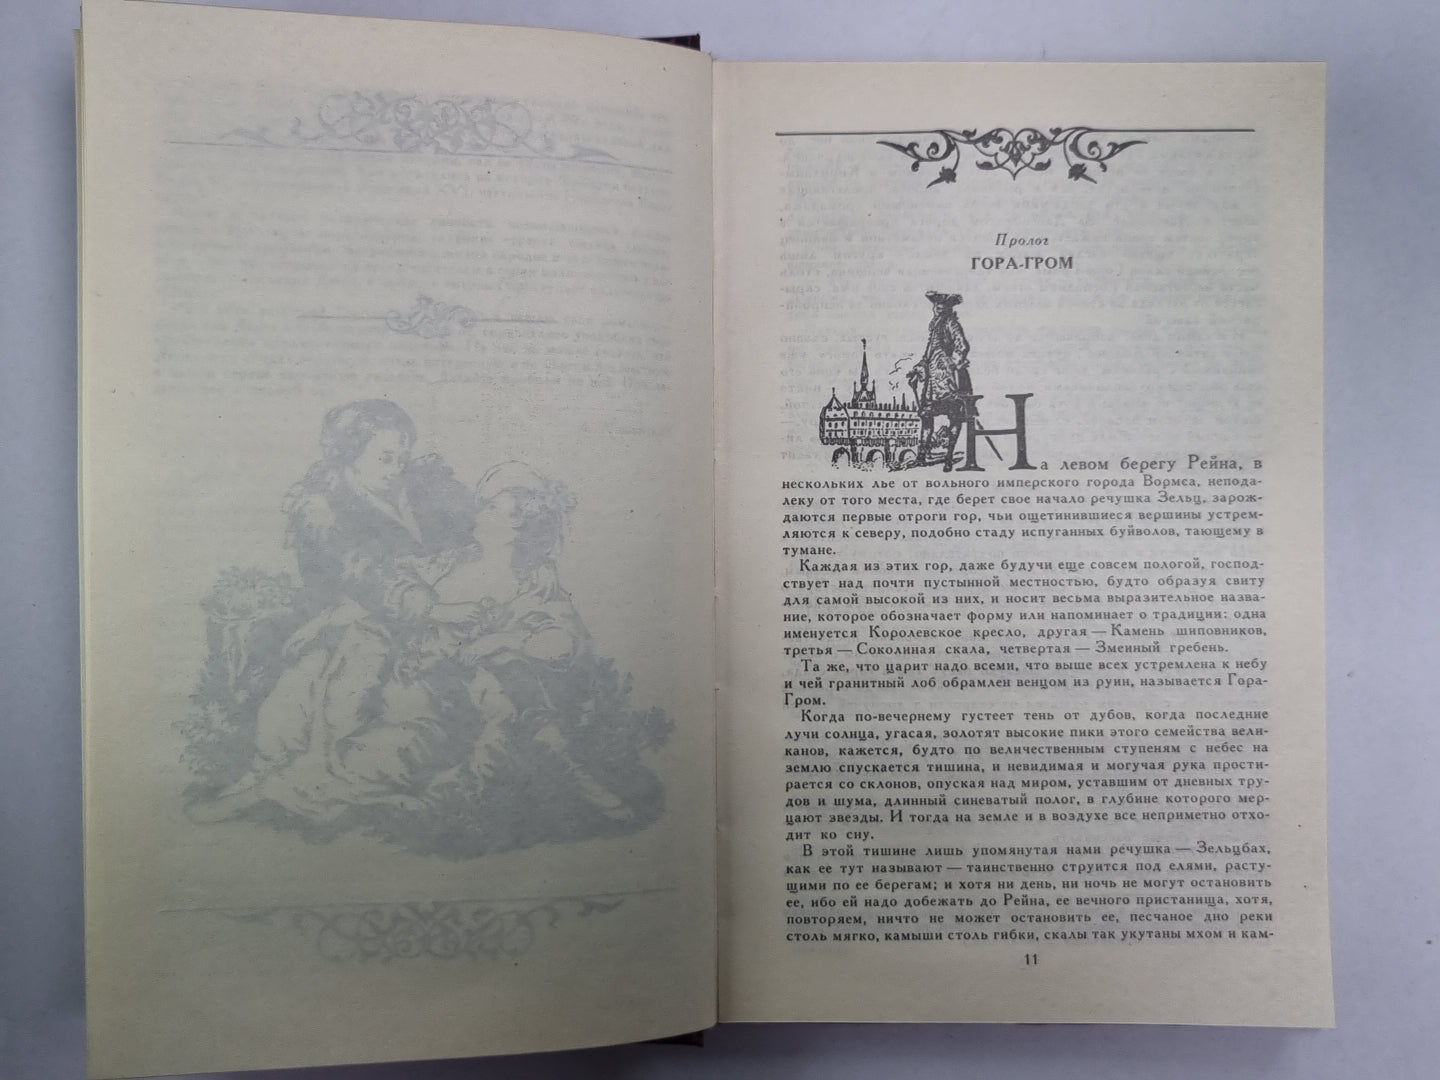 Пролог
ГОРА-ГРОМ
На левом берегу Рейна, в
нескольких лье от вольного имперского города Вормса, непода-
леку от того места, где берет свое начало речушка Зельц, зарож-
даются первые отроги гор, чьи ощетинившиеся вершины устрем-
ляются к северу, подобно стаду испуганных буйволов, тающему в
тумане.
Каждая из этих гор, даже будучи еще совсем пологой, господ-
ствует над почти пустынной местностью, будто образуя свиту
для самой высокой из них, и носит весьма выразительное назва-
ние, которое обозначает форму или напоминает о традиции: одна
именуется Королевское кресло, другая — Камень шиповников,
третья — Соколиная скала, четвертая — Змеиный гребень.
Та же, что царит надо всеми, что выше всех устремлена к небу
и чей гранитный лоб обрамлен венцом из руин, называется Гора-
Гром.
Когда по-вечернему густеет тень от дубов, когда последние
лучи солнца, угасая, золотят высокие пики этого семейства вели-
канов, кажется, будто по величественным ступеням с небес на
землю спускается тишина, и невидимая и могучая рука прости-
рается со склонов, опуская над миром, уставшим от дневных тру-
дов и шума, длинный синеватый полог, в глубине которого мер-
цают звезды. И тогда на земле и в воздухе все неприметно отхо-
дит ко сну.
В этой тишине лишь упомянутая нами речушка — Зельцбах,
как ее тут называют — таинственно струится под елями, расту-
щими по ее берегам; и хотя ни день, ни ночь не могут остановить
ее, ибо ей надо добежать до Рейна, ее вечного пристанища, хотя,
повторяем, ничто не может остановить ее, песчаное дно реки
столь мягко, камыши столь гибки, скалы так укутаны мхом и кам-
11